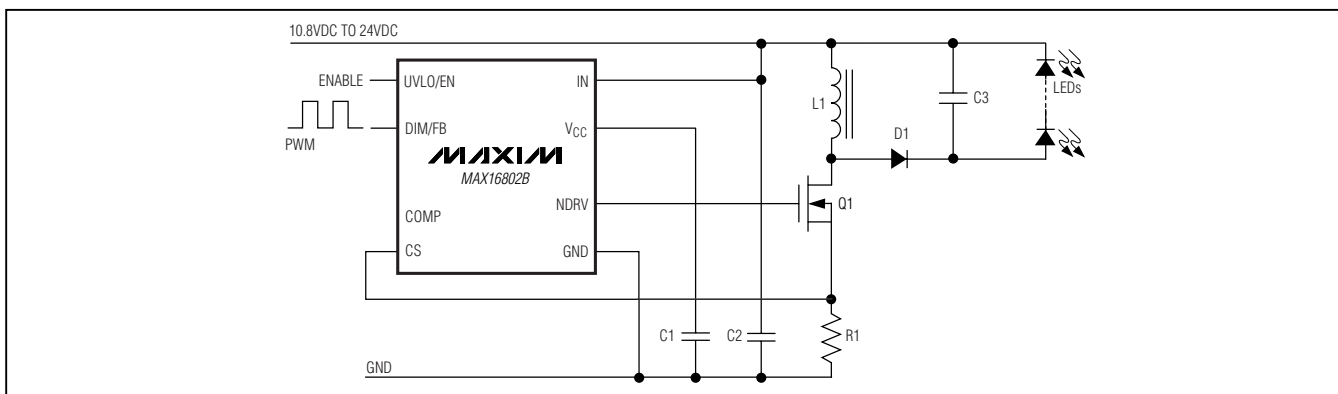 10.8VDC TO 24VDC
ENABLE
UVLO/EN
IN
L1
C3
LEDs
PWM
DIM/FB
VCC
D1
MAXIM
MAX16802B
COMP
NDRV
Q1
CS
GND
C1
C2
R1
GND